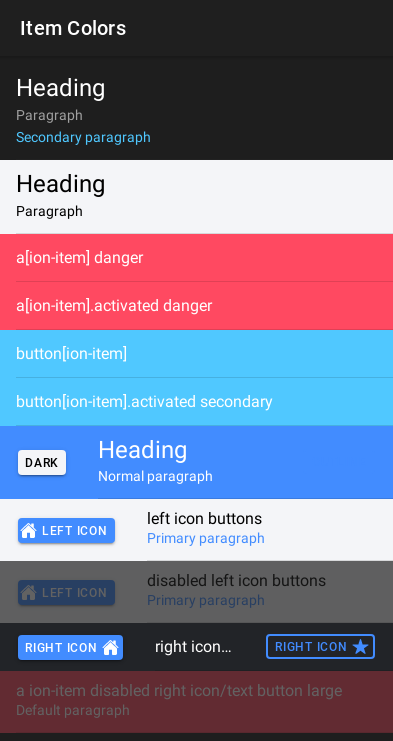 Item Colors
Heading
Paragraph
Secondary paragraph
Heading
Paragraph
a[ion-item] danger
a[ion-item].activated danger
button[ion-item]
button[ion-item].activated secondary
DARK
Heading
Normal paragraph
LEFT ICON
left icon buttons
Primary paragraph
LEFT ICON
disabled left icon buttons
Primary paragraph
RIGHT ICON
right icon...
RIGHT ICON
a ion-item disabled right icon/text button large
Default paragraph